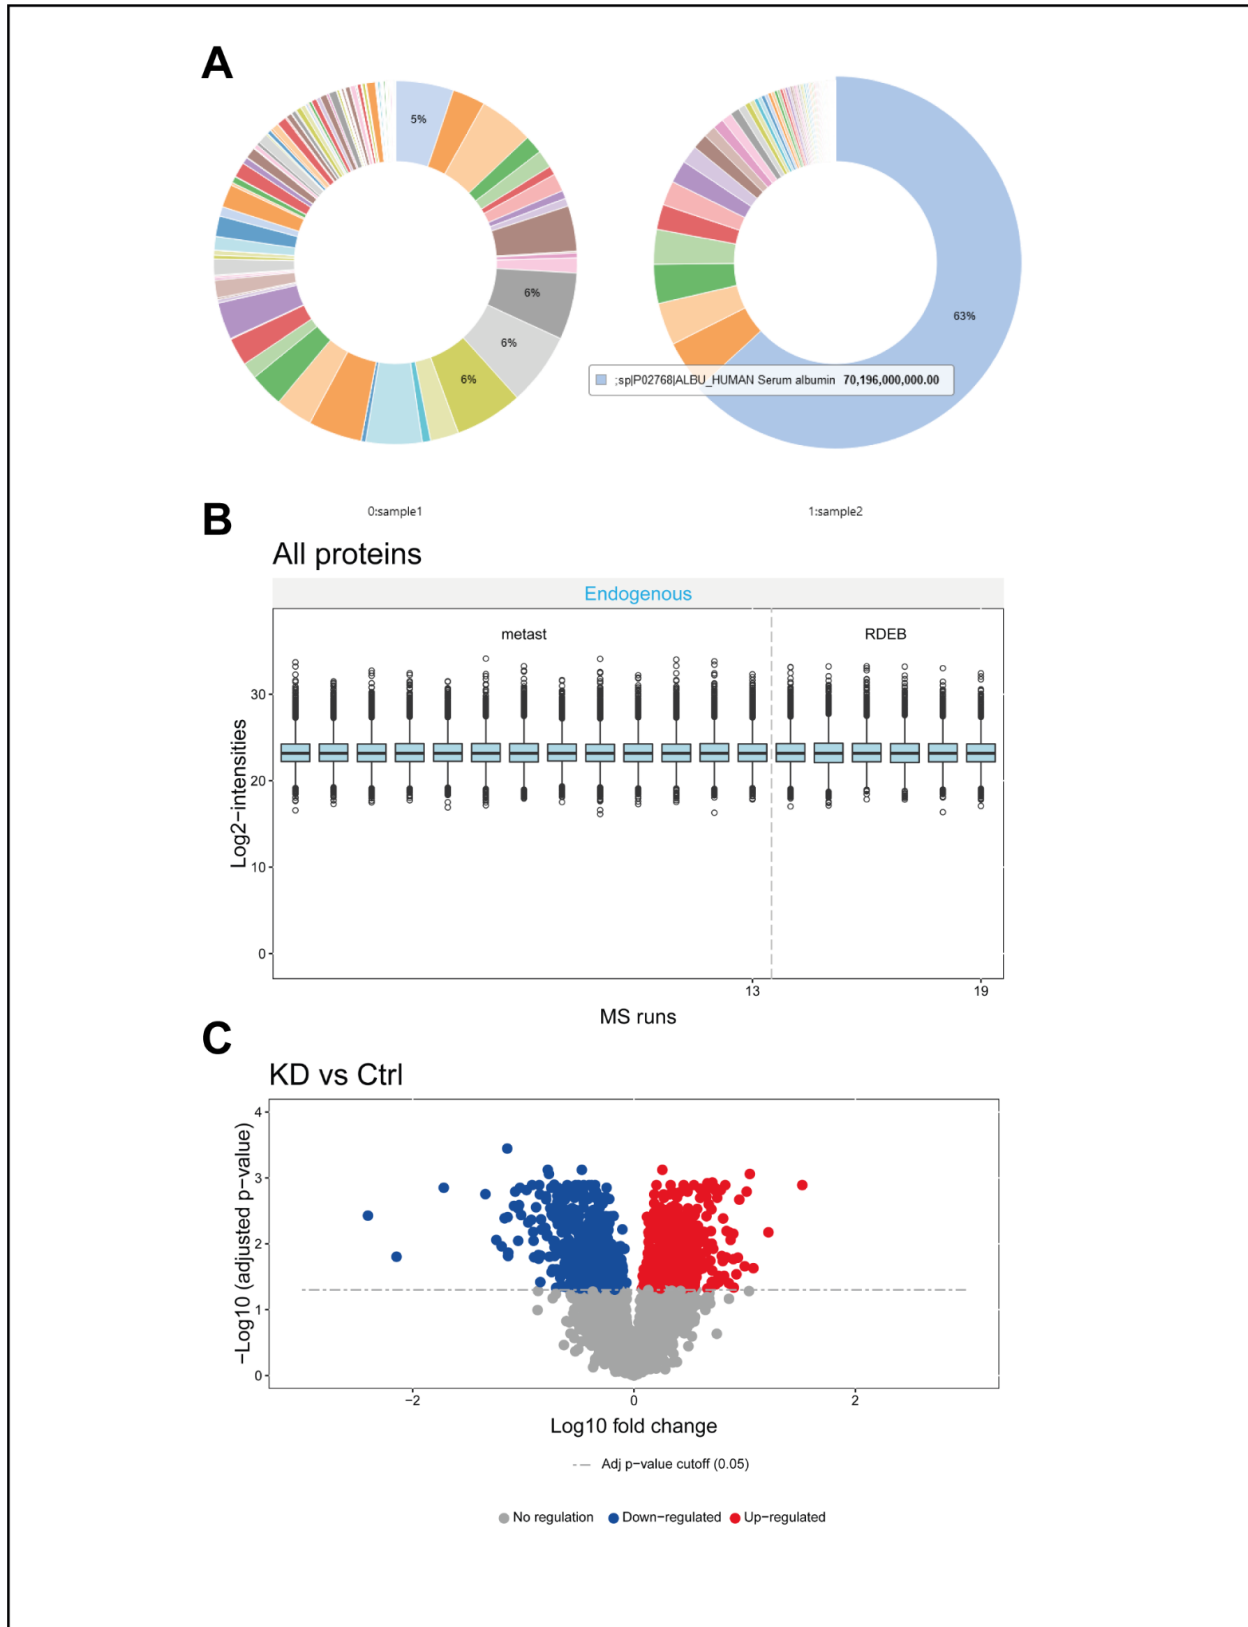 A
5%
6%
6%
6%
63%
;sp|P02768|ALBU_HUMAN Serum albumin 70,196,000,000.00
0:sample1
1:sample2
B
All proteins
Endogenous
metast
RDEB
30
20
10
0
Log2−intensities
13
19
MS runs
C
KD vs Ctrl
4
3
2
1
0
−Log10 (adjusted p−value)
−2
0
2
Log10 fold change
Adj p−value cutoff (0.05)
No regulation Down−regulated Up−regulated